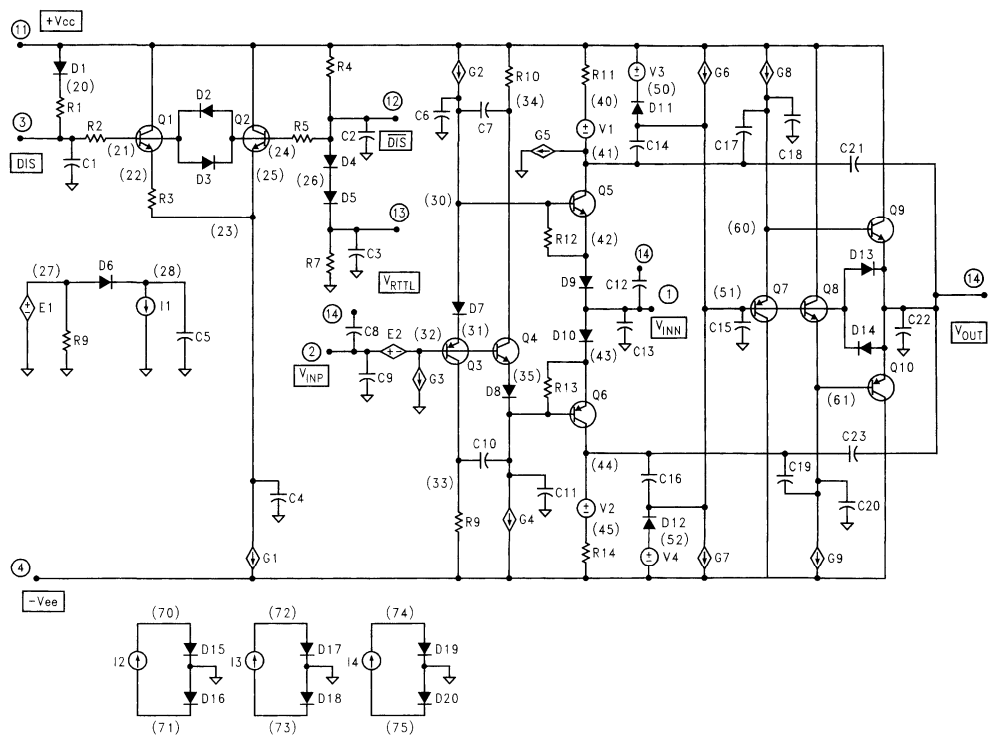 11 +Vcc
D1
(20)
R1
3
DIS
R2
C1
(21)
(22)
Q1
R3
D2
D3
Q2
(24)
(25)
(23)
R5
R4
12
C2
DIS
D4
(26)
D5
13
R7
C3
VRTTL
(27)
D6
(28)
E1
R9
I1
C5
C4
G1
14
C8
2
VINP
C9
E2
(32)
G3
G2
C6
C7
R10
(34)
(30)
D7
(31)
Q3
Q4
(35)
D8
C10
(33)
R9
C11
G4
R11
(40)
V1
G5
(41)
Q5
R12
(42)
D9
14
C12
1
VINN
C13
D10
(43)
R13
Q6
(44)
V2
(45)
R14
V3
(50)
D11
C14
C16
D12
(52)
V4
G6
G7
G8
C17
C18
C21
(60)
(51)
C15
Q7
Q8
Q9
D13
D14
Q10
(61)
C22
14
VOUT
C23
C19
C20
G9
4
-Vee
(70)
I2
D15
D16
(71)
(72)
I3
D17
D18
(73)
(74)
I4
D19
D20
(75)